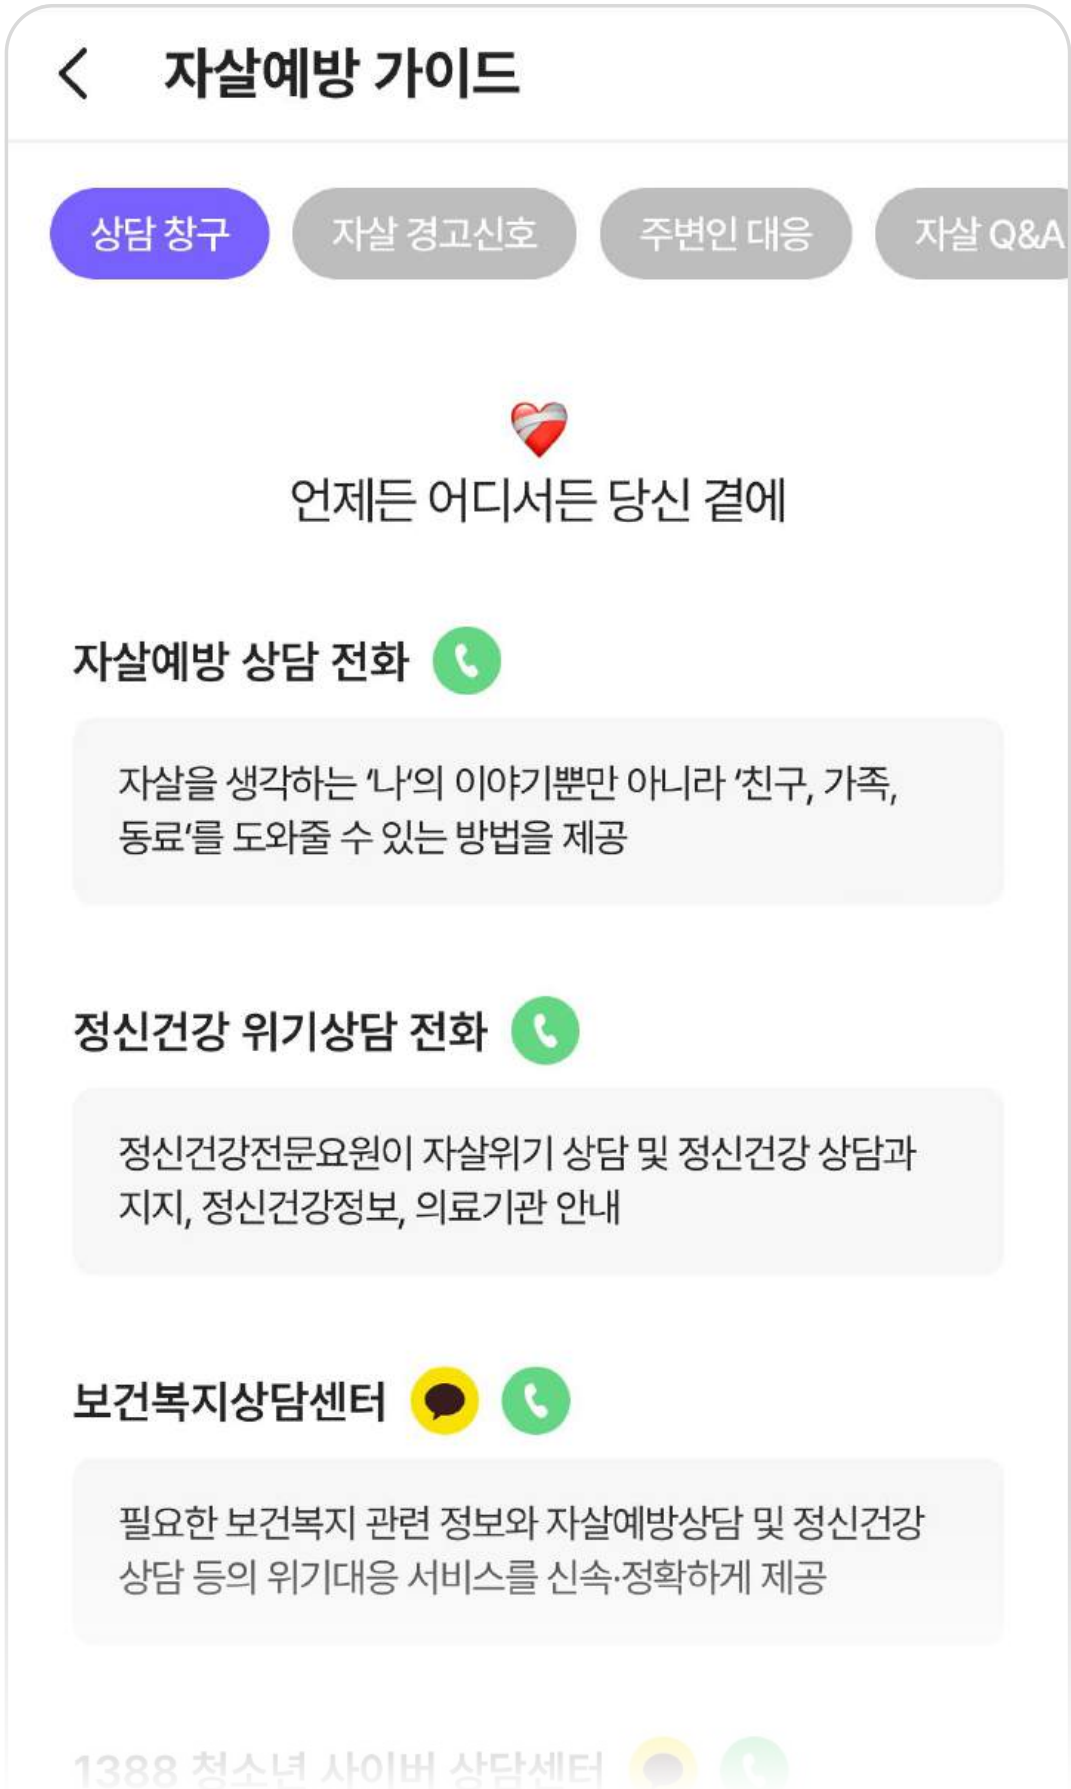 자살예방 가이드
상담 창구
자살 경고신호
주변인 대응
자살 Q&A
언제든 어디서든 당신 곁에
자살예방 상담 전화
자살을 생각하는 ‘나‘의 이야기뿐만 아니라 ‘친구, 가족,
동료‘를 도와줄 수 있는 방법을 제공
정신건강 위기상담 전화
정신건강전문요원이 자살위기 상담 및 정신건강 상담과
지지, 정신건강정보, 의료기관 안내
보건복지상담센터
필요한 보건복지 관련 정보와 자살예방상담 및 정신건강
상담 등의 위기대응 서비스를 신속·정확하게 제공
1388 청소년 사이버 상담센터